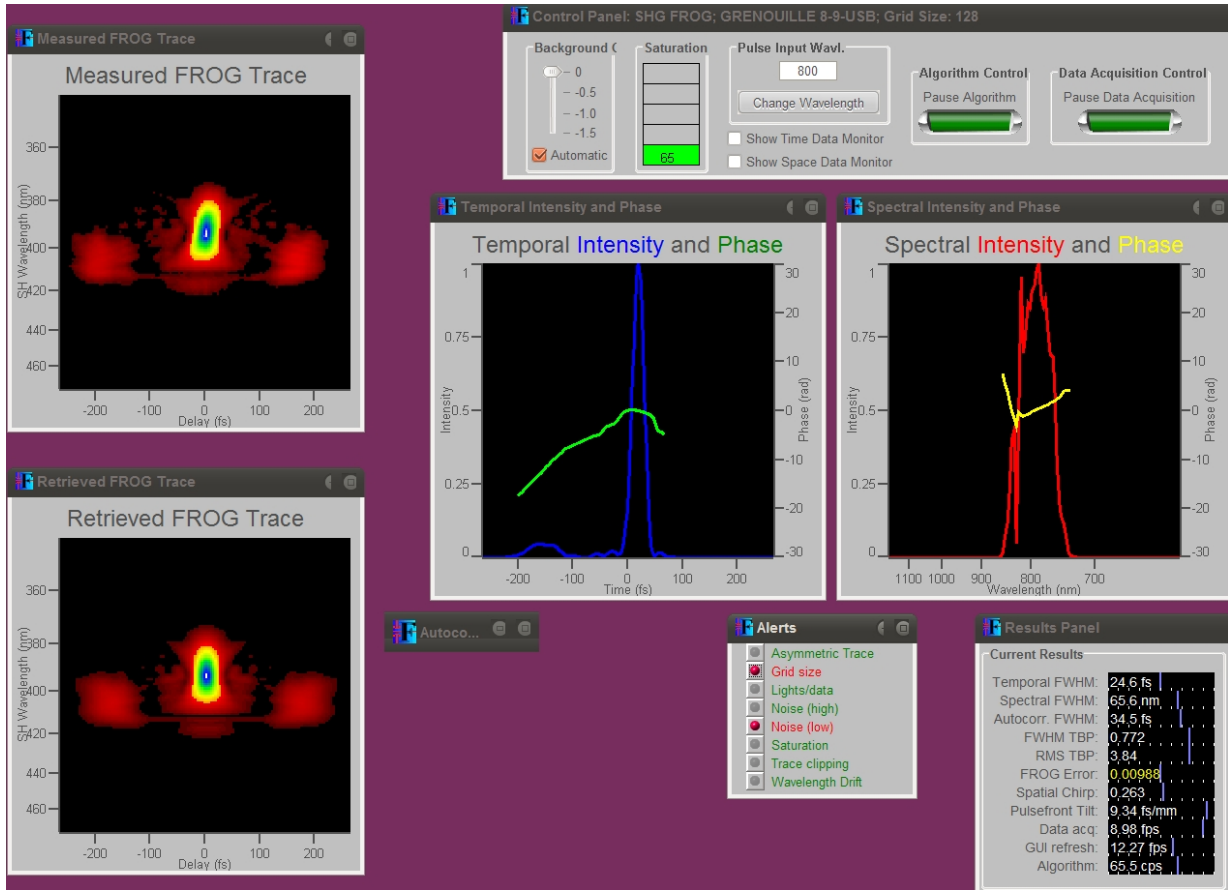 Control Panel: SHG FROG; GRENOUILLE 8-9-USB; Grid Size: 128
Background (
0
-0.5
-1.0
-1.5
Automatic
Saturation
65
Pulse Input Wavl.
800
Change Wavelength
Show Time Data Monitor
Show Space Data Monitor
Algorithm Control
Pause Algorithm
Data Acquisition Control
Pause Data Acquisition
Measured FROG Trace
Measured FROG Trace
SH Wavelength (nm)
360
380
400
420
440
460
-200 -100 0 100 200
Delay (fs)
Temporal Intensity and Phase
Temporal Intensity and Phase
Intensity
1
0.75
0.5
0.25
0
30
20
10
0
-10
-20
-30
Phase (rad)
-200 -100 0 100 200
Time (fs)
Spectral Intensity and Phase
Spectral Intensity and Phase
Intensity
1
0.75
0.5
0.25
0
30
20
10
0
-10
-20
-30
Phase (rad)
1100 1000 900 800 700
Wavelength (nm)
Retrieved FROG Trace
Retrieved FROG Trace
SH Wavelength (nm)
360
380
400
420
440
460
-200 -100 0 100 200
Delay (fs)
Autoco...
Alerts
Asymmetric Trace
Grid size
Lights/data
Noise (high)
Noise (low)
Saturation
Trace clipping
Wavelength Drift
Results Panel
Current Results
Temporal FWHM: 24.6 fs
Spectral FWHM: 65.6 nm
Autocorr. FWHM: 34.5 fs
FWHM TBP: 0.772
RMS TBP: 3.84
FROG Error: 0.00988
Spatial Chirp: 0.263
Pulsefront Tilt: 9.34 fs/mm
Data acq: 8.98 fps
GUI refresh: 12.27 fps
Algorithm: 65.5 cps